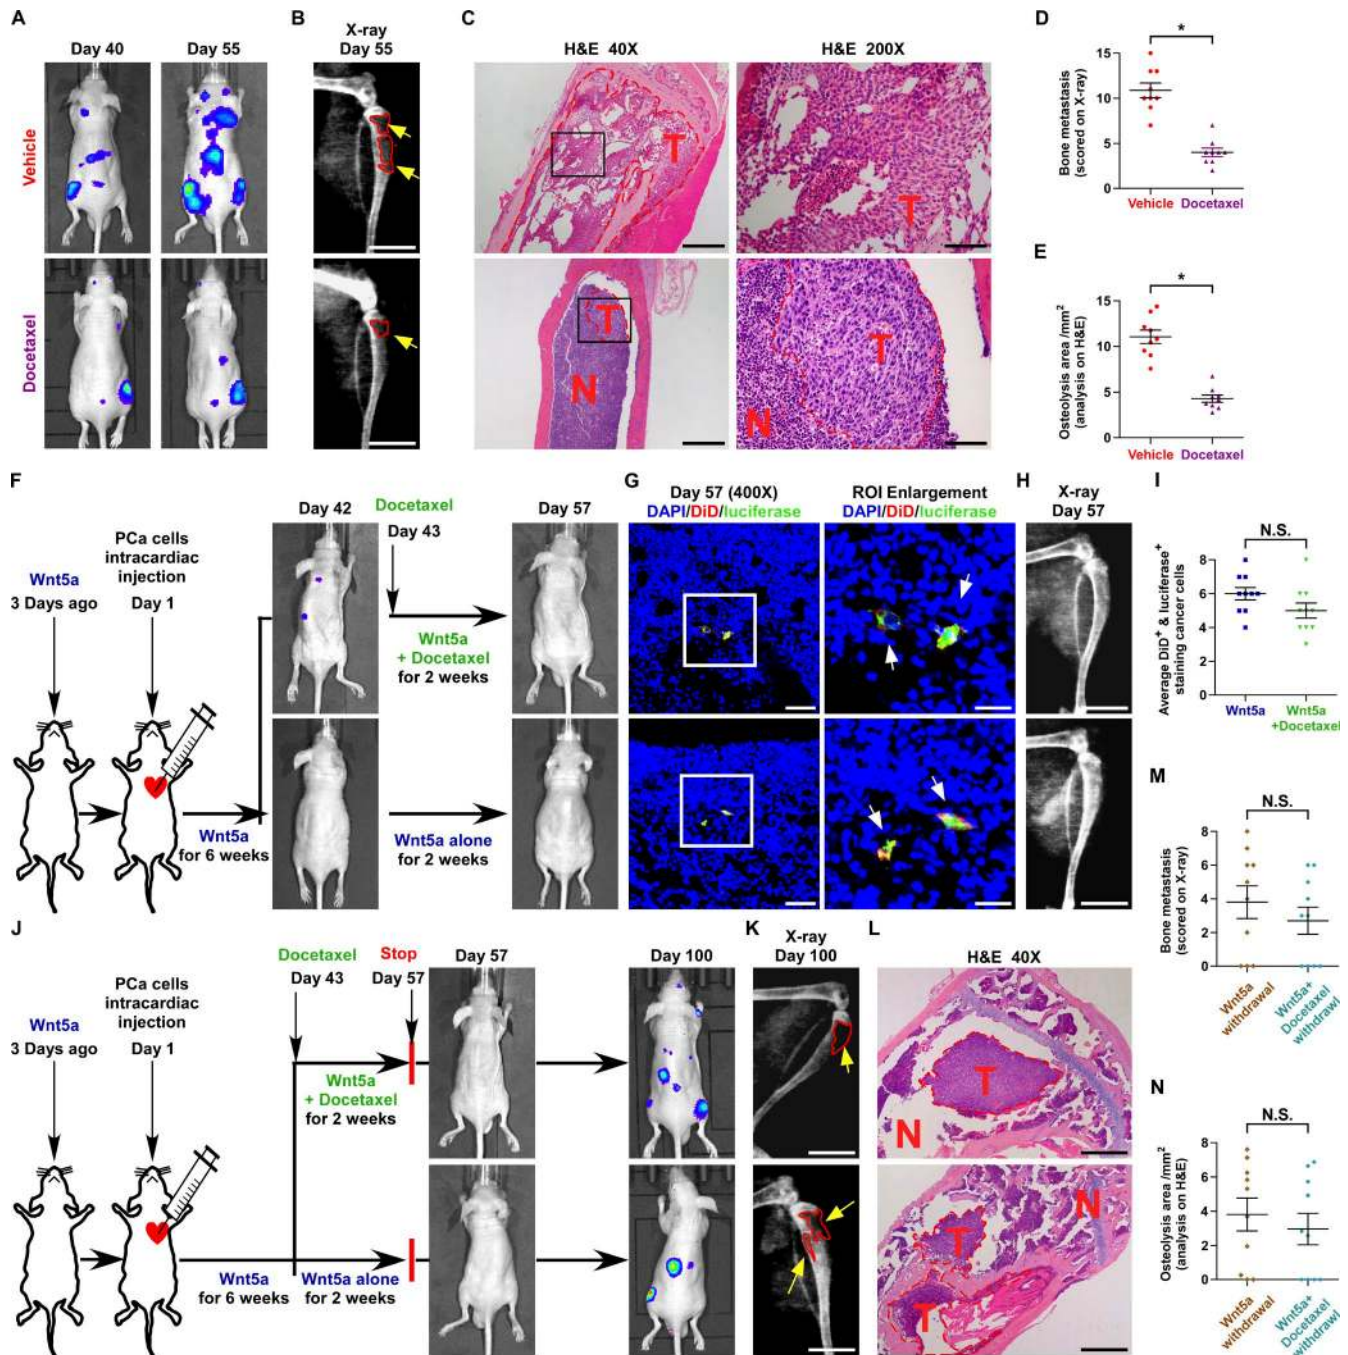 A
Day 40
Day 55
Vehicle
Docetaxel
B
X-ray
Day 55
C
H&E 40X
H&E 200X
T
T
T
N
T
N
D
*
15
10
5
0
Bone metastasis
(scored on X-ray)
Vehicle
Docetaxel
E
*
15
10
5
0
Osteolysis area /mm²
(analysis on H&E)
Vehicle
Docetaxel
F
Wnt5a
3 Days ago
PCa cells
intracardiac
injection
Day 1
Wnt5a
for 6 weeks
Day 42
Docetaxel
Day 43
Wnt5a
+ Docetaxel
for 2 weeks
Wnt5a alone
for 2 weeks
Day 57
G
Day 57 (400X)
DAPI/DiD/luciferase
ROI Enlargement
DAPI/DiD/luciferase
H
X-ray
Day 57
I
N.S.
8
6
4
2
0
Average DiD⁺ & luciferase⁺
staining cancer cells
Wnt5a
Wnt5a
+Docetaxel
J
Wnt5a
3 Days ago
PCa cells
intracardiac
injection
Day 1
Wnt5a
for 6 weeks
Docetaxel
Day 43
Stop
Day 57
Wnt5a
+ Docetaxel
for 2 weeks
Wnt5a alone
for 2 weeks
Day 57
Day 100
K
X-ray
Day 100
L
H&E 40X
T
N
N
T
T
M
N.S.
8
6
4
2
0
Bone metastasis
(scored on X-ray)
Wnt5a
withdrawal
Wnt5a+
Docetaxel
withdrawl
N
N.S.
8
6
4
2
0
Osteolysis area /mm²
(analysis on H&E)
Wnt5a
withdrawal
Wnt5a+
Docetaxel
withdrawl